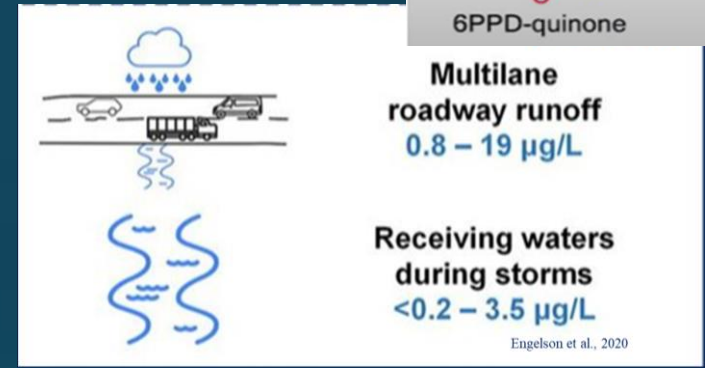 6PPD-quinone
Multilane
roadway runoff
0.8 – 19 µg/L
Receiving waters
during storms
<0.2 – 3.5 µg/L
Engelson et al., 2020